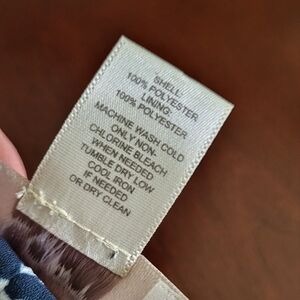 SHELL:
100% POLYESTER
LINING:
100% POLYESTER
MACHINE WASH COLD
ONLY NON-
CHLORINE BLEACH
WHEN NEEDED
TUMBLE DRY LOW
COOL IRON
IF NEEDED
OR DRY CLEAN